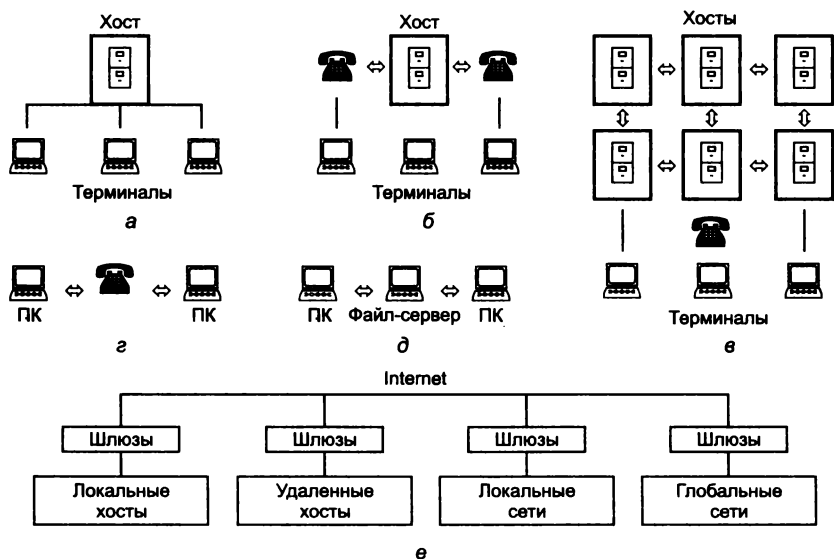 Хост
Терминалы
а
Хост
Терминалы
б
Хосты
Терминалы
в
ПК
ПК
г
ПК
Файл-сервер
ПК
д
Internet
Шлюзы
Шлюзы
Шлюзы
Шлюзы
Локальные
хосты
Удаленные
хосты
Локальные
сети
Глобальные
сети
е